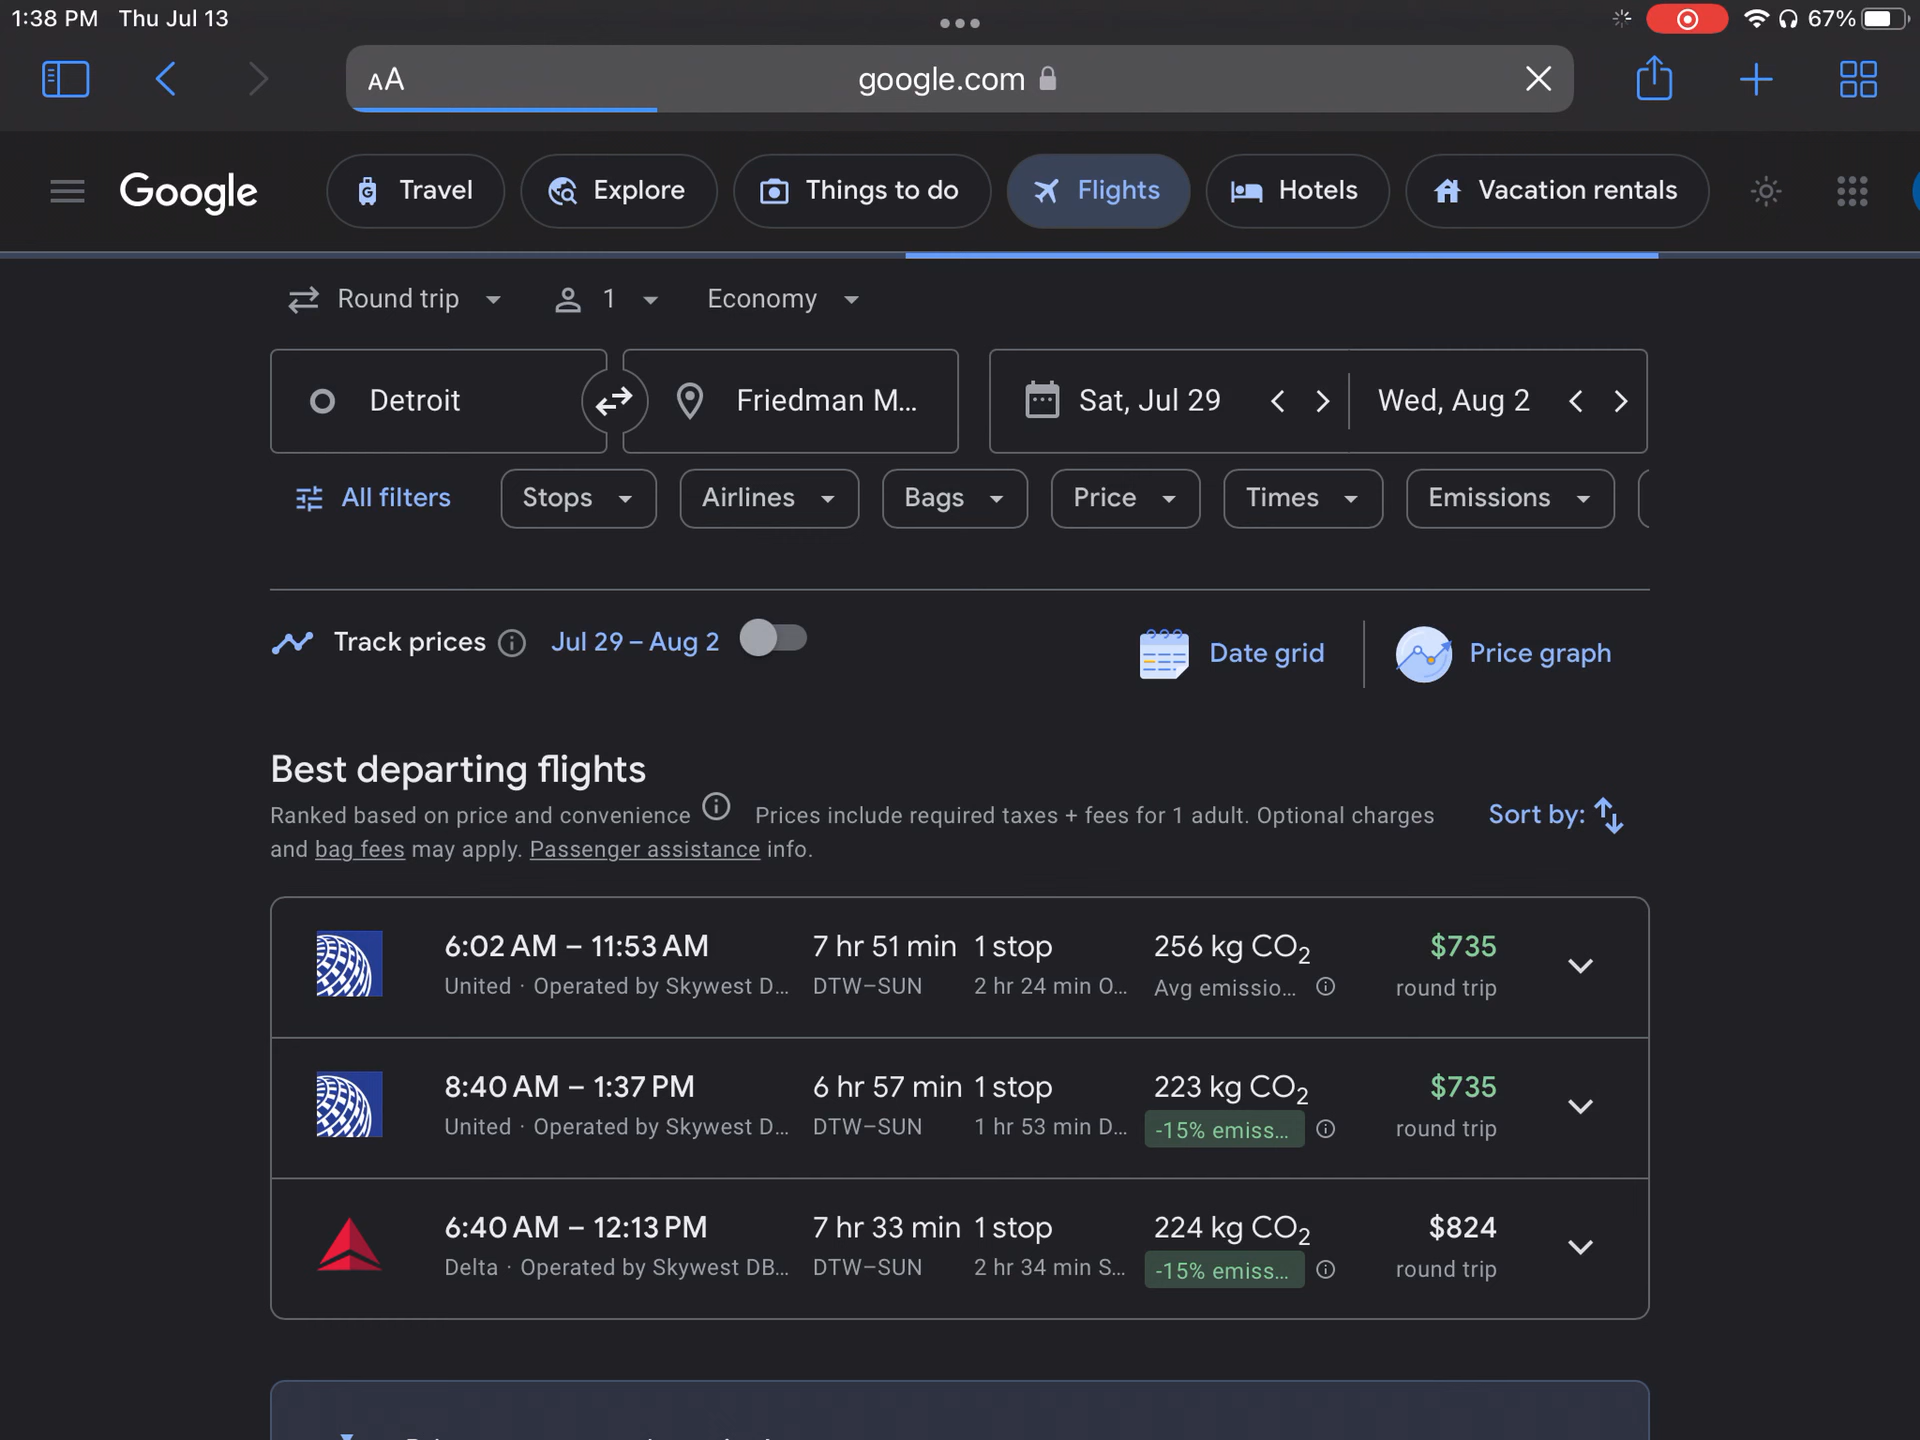 1:38 PM Thu Jul 13 67%
AA google.com
Google Travel Explore Things to do Flights Hotels Vacation rentals
Round trip 1 Economy
Detroit Friedman M... Sat, Jul 29 Wed, Aug 2
All filters Stops Airlines Bags Price Times Emissions
Track prices Jul 29 – Aug 2 Date grid Price graph
Best departing flights
Ranked based on price and convenience Prices include required taxes + fees for 1 adult. Optional charges Sort by:
and bag fees may apply. Passenger assistance info.
6:02 AM – 11:53 AM 7 hr 51 min 1 stop 256 kg CO2 $735
United · Operated by Skywest D... DTW–SUN 2 hr 24 min O... Avg emissio... round trip
8:40 AM – 1:37 PM 6 hr 57 min 1 stop 223 kg CO2 $735
United · Operated by Skywest D... DTW–SUN 1 hr 53 min D... -15% emiss... round trip
6:40 AM – 12:13 PM 7 hr 33 min 1 stop 224 kg CO2 $824
Delta · Operated by Skywest DB... DTW–SUN 2 hr 34 min S... -15% emiss... round trip